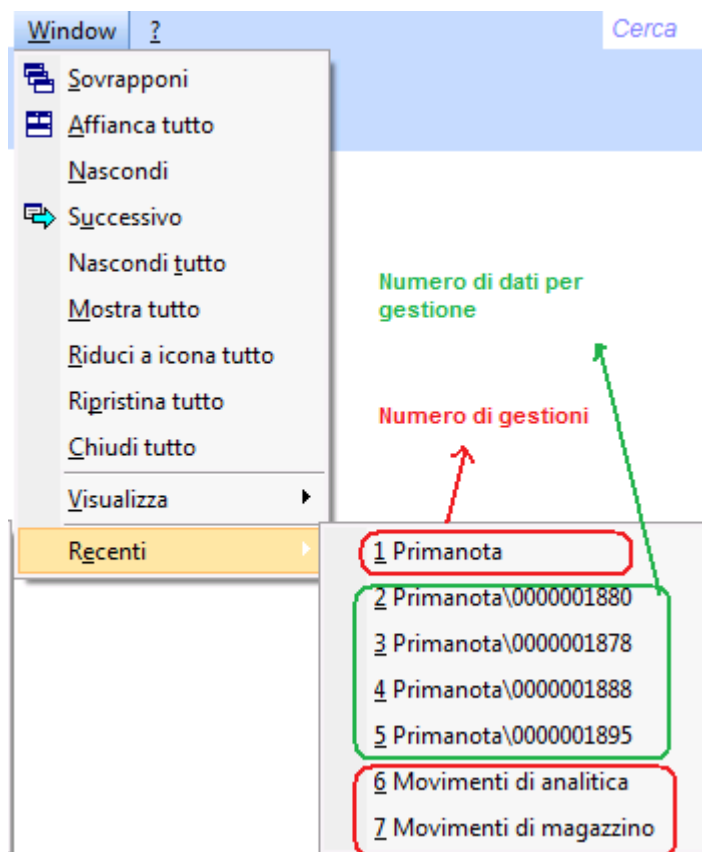 Window ? Cerca
Sovrapponi
Affianca tutto
Nascondi
Successivo
Nascondi tutto
Mostra tutto
Riduci a icona tutto
Ripristina tutto
Chiudi tutto
Visualizza
Recenti
Numero di dati per
gestione
Numero di gestioni
1 Primanota
2 Primanota\0000001880
3 Primanota\0000001878
4 Primanota\0000001888
5 Primanota\0000001895
6 Movimenti di analitica
7 Movimenti di magazzino